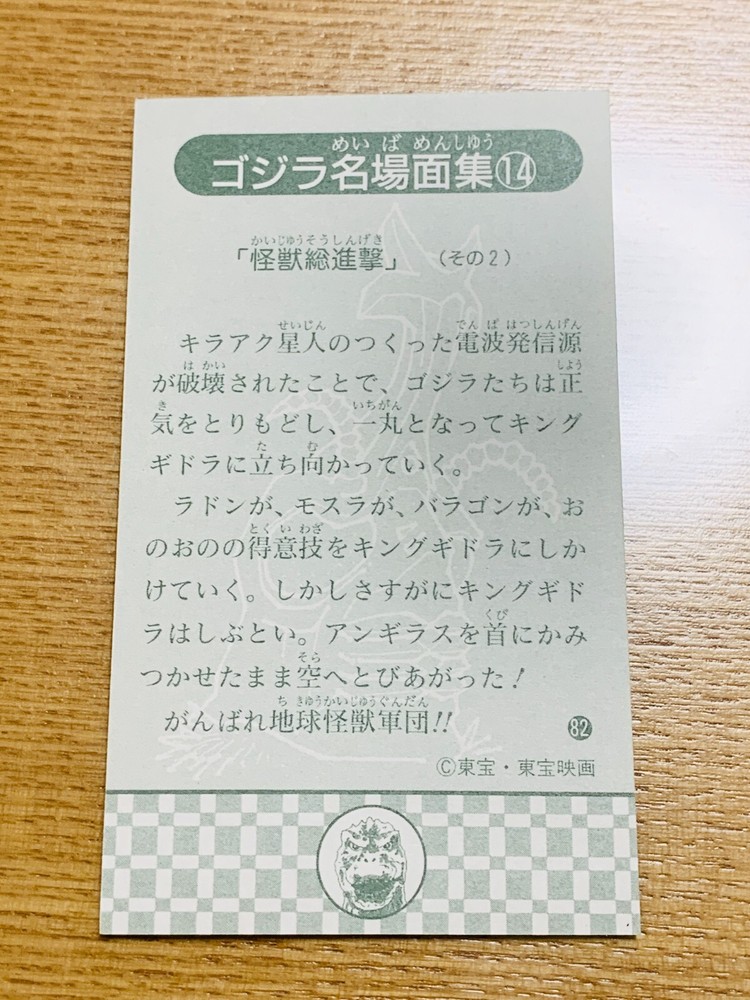 めいばめんしゅう
ゴジラ名場面集⑭
かいじゅうそうしんげき
「怪獣総進撃」 (その2)
せいじん でんぱはっしんげん
キラアク星人のつくった電波発信源
はかい しょう
が破壊されたことで、ゴジラたちは正
き いちがん
気をとりもどし、一丸となってキング
た む
ギドラに立ち向かっていく。
ラドンが、モスラが、バラゴンが、お
とくいわざ
のおのの得意技をキングギドラにしか
けていく。しかしさすがにキングギド
くび
ラはしぶとい。アンギラスを首にかみ
そら
つかせたまま空へとびあがった!
ちきゅうかいじゅうぐんだん
がんばれ地球怪獣軍団!!
82
©東宝・東宝映画